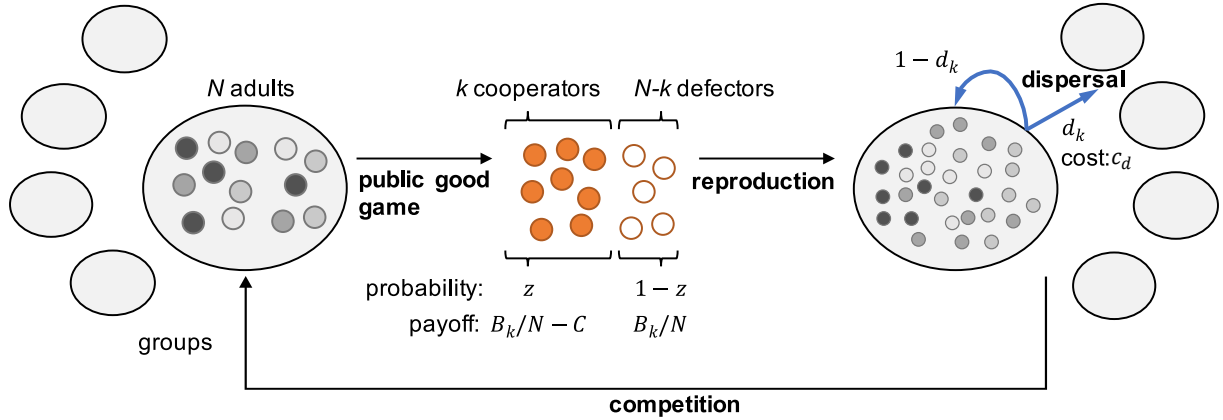 N adults
public good
game
k cooperators
N-k defectors
reproduction
1 − d_k
dispersal
d_k
cost:c_d
probability:
z
1 − z
payoff:
B_k/N − C
B_k/N
groups
competition